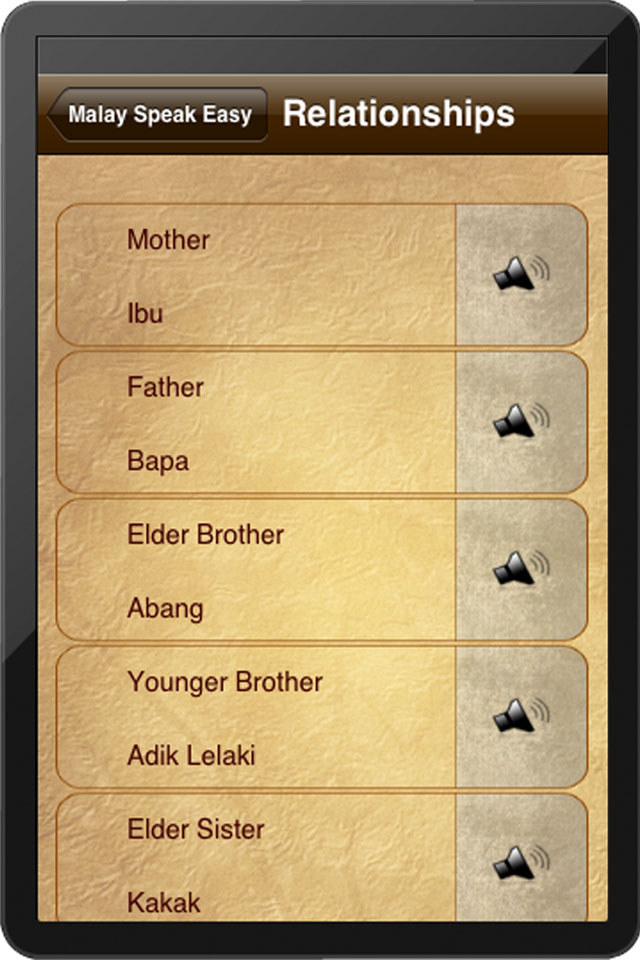 Malay Speak Easy
Relationships
Mother
Ibu
Father
Bapa
Elder Brother
Abang
Younger Brother
Adik Lelaki
Elder Sister
Kakak